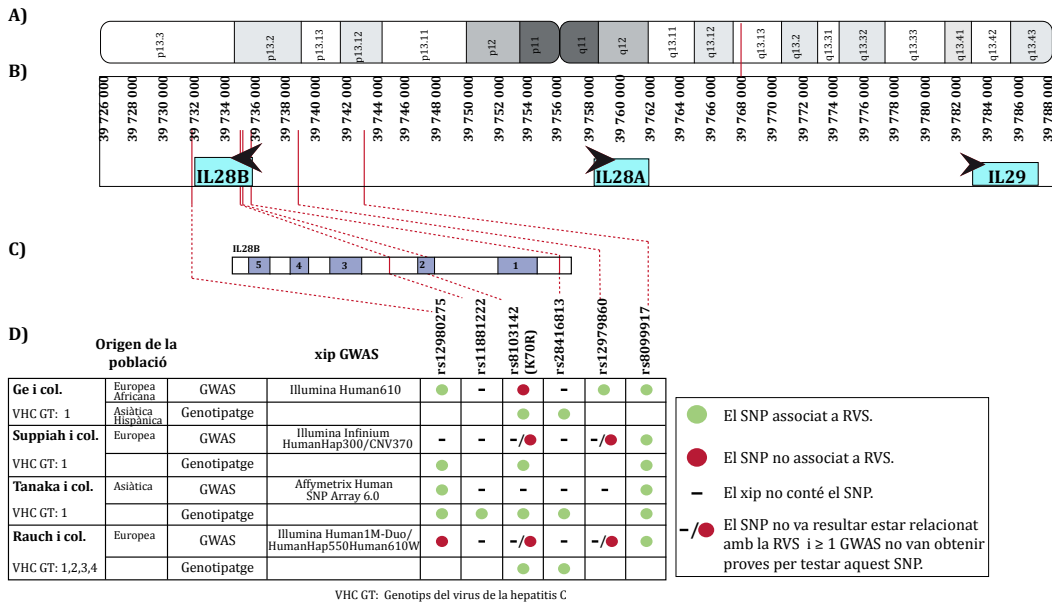 A)
p13.3
p13.2
p13.13
p13.12
p13.11
p12
p11
q11
q12
q13.11
q13.12
q13.13
q13.2
q13.31
q13.32
q13.33
q13.41
q13.42
q13.43
B)
39 726 000
39 728 000
39 730 000
39 732 000
39 734 000
39 736 000
39 738 000
39 740 000
39 742 000
39 744 000
39 746 000
39 748 000
39 750 000
39 752 000
39 754 000
39 756 000
39 758 000
39 760 000
39 762 000
39 764 000
39 766 000
39 768 000
39 770 000
39 772 000
39 774 000
39 776 000
39 778 000
39 780 000
39 782 000
39 784 000
39 786 000
39 788 000
IL28B
IL28A
IL29
C)
IL28B
5 4 3 2 1
rs12980275
rs11881222
rs8103142
(K70R)
rs28416813
rs12979860
rs8099917
D)
Origen de la
població
xip GWAS
Ge i col. Europea
Africana GWAS Illumina Human610 – –
VHC GT: 1 Asiàtica
Hispànica Genotipatge
Suppiah i col. Europea GWAS Illumina Infinium
HumanHap300/CNV370 – – –/ – –/
VHC GT: 1 Genotipatge
Tanaka i col. Asiàtica GWAS Affymetrix Human
SNP Array 6.0 – – – –
VHC GT: 1 Genotipatge
Rauch i col. Europea GWAS Illumina Human1M-Duo/
HumanHap550Human610W – –/ – –/
VHC GT: 1,2,3,4 Genotipatge
VHC GT: Genotips del virus de la hepatitis C
El SNP associat a RVS.
El SNP no associat a RVS.
– El xip no conté el SNP.
–/ El SNP no va resultar estar relacionat
amb la RVS i ≥ 1 GWAS no van obtenir
proves per testar aquest SNP.